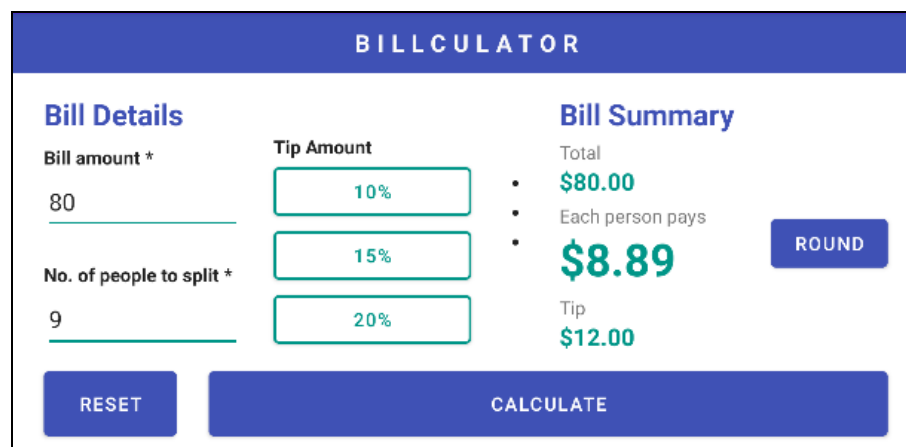 BILLCULATOR
Bill Details
Bill amount *
80
No. of people to split *
9
Tip Amount
10%
15%
20%
Bill Summary
Total
$80.00
Each person pays
$8.89
ROUND
Tip
$12.00
RESET
CALCULATE